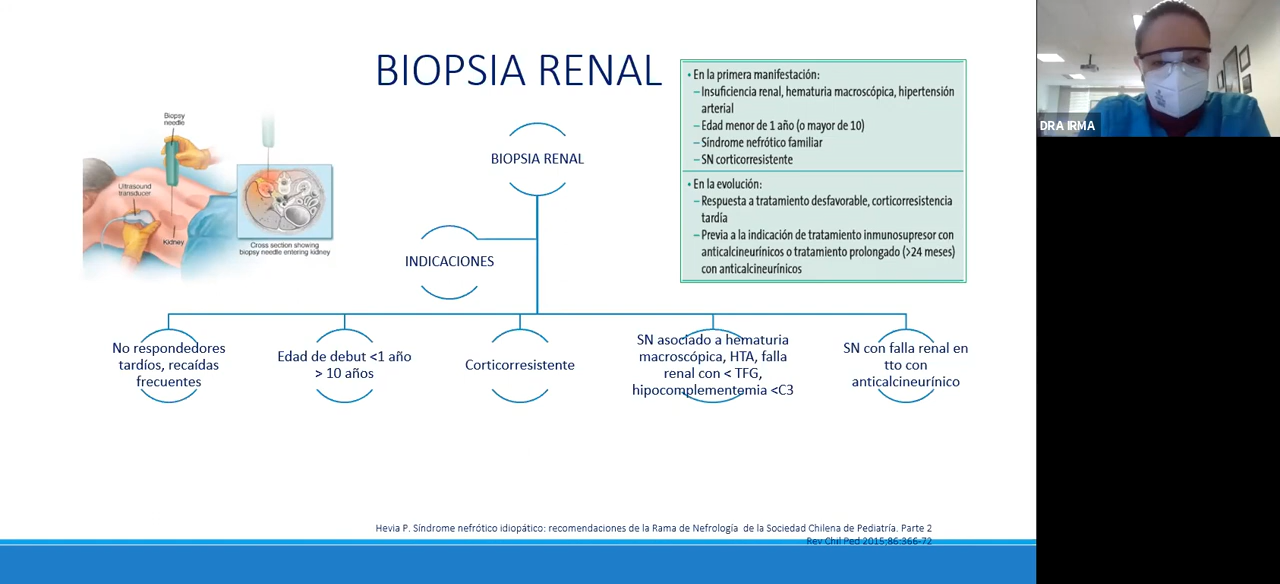 BIOPSIA RENAL
Biopsy
needle
Ultrasound
transducer
Kidney
Cross section showing
biopsy needle entering kidney
• En la primera manifestación:
– Insuficiencia renal, hematuria macroscópica, hipertensión
arterial
– Edad menor de 1 año (o mayor de 10)
– Síndrome nefrótico familiar
– SN corticorresistente
• En la evolución:
– Respuesta a tratamiento desfavorable, corticorresistencia
tardía
– Previa a la indicación de tratamiento inmunosupresor con
anticalcineurínicos o tratamiento prolongado (>24 meses)
con anticalcineurínicos
DRA IRMA
BIOPSIA RENAL
INDICACIONES
No respondedores
tardíos, recaídas
frecuentes
Edad de debut <1 año
> 10 años
Corticorresistente
SN asociado a hematuria
macroscópica, HTA, falla
renal con < TFG,
hipocomplementemia <C3
SN con falla renal en
tto con
anticalcineurínico
Hevia P. Síndrome nefrótico idiopático: recomendaciones de la Rama de Nefrología de la Sociedad Chilena de Pediatría. Parte 2
Rev Chil Ped 2015;86:366-72